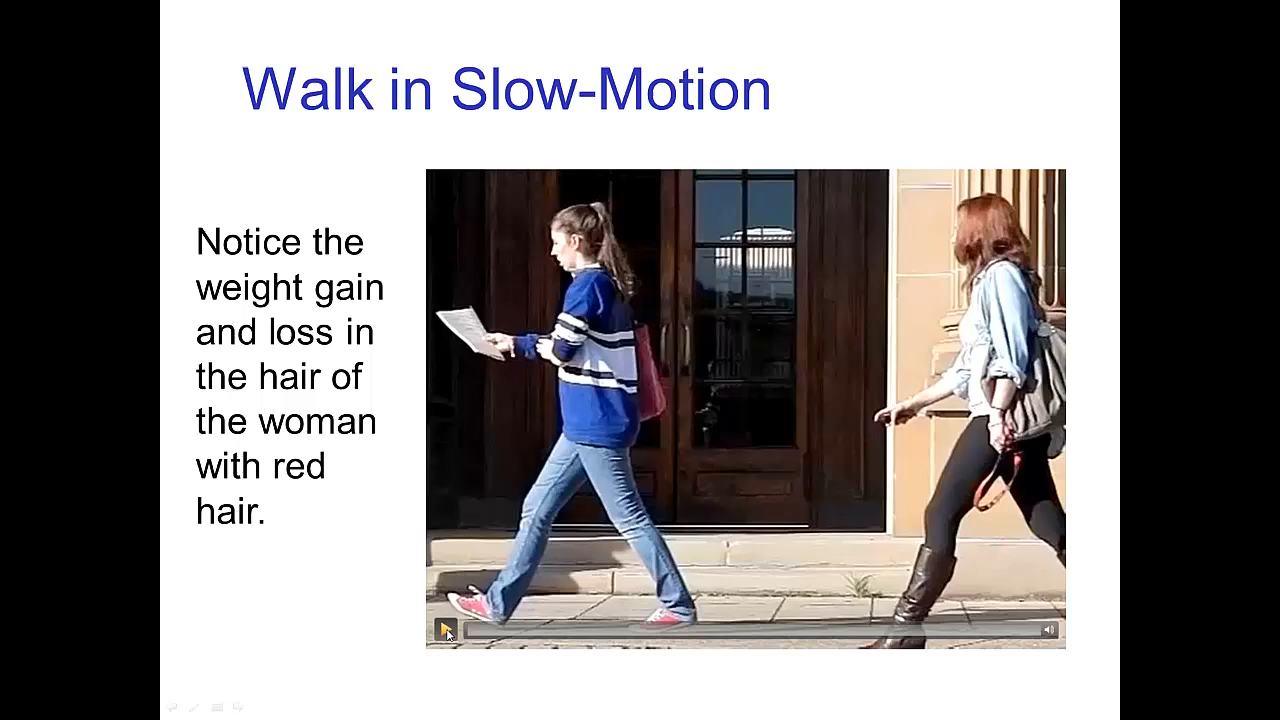 Walk in Slow-Motion
Notice the
weight gain
and loss in
the hair of
the woman
with red
hair.